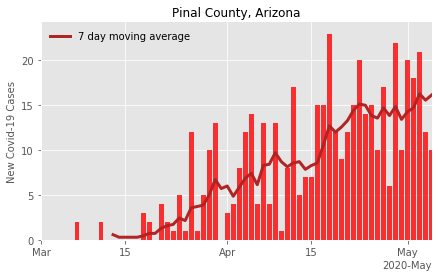 Pinal County, Arizona
7 day moving average
New Covid-19 Cases
20
15
10
5
0
Mar
15
Apr
15
May
2020-May